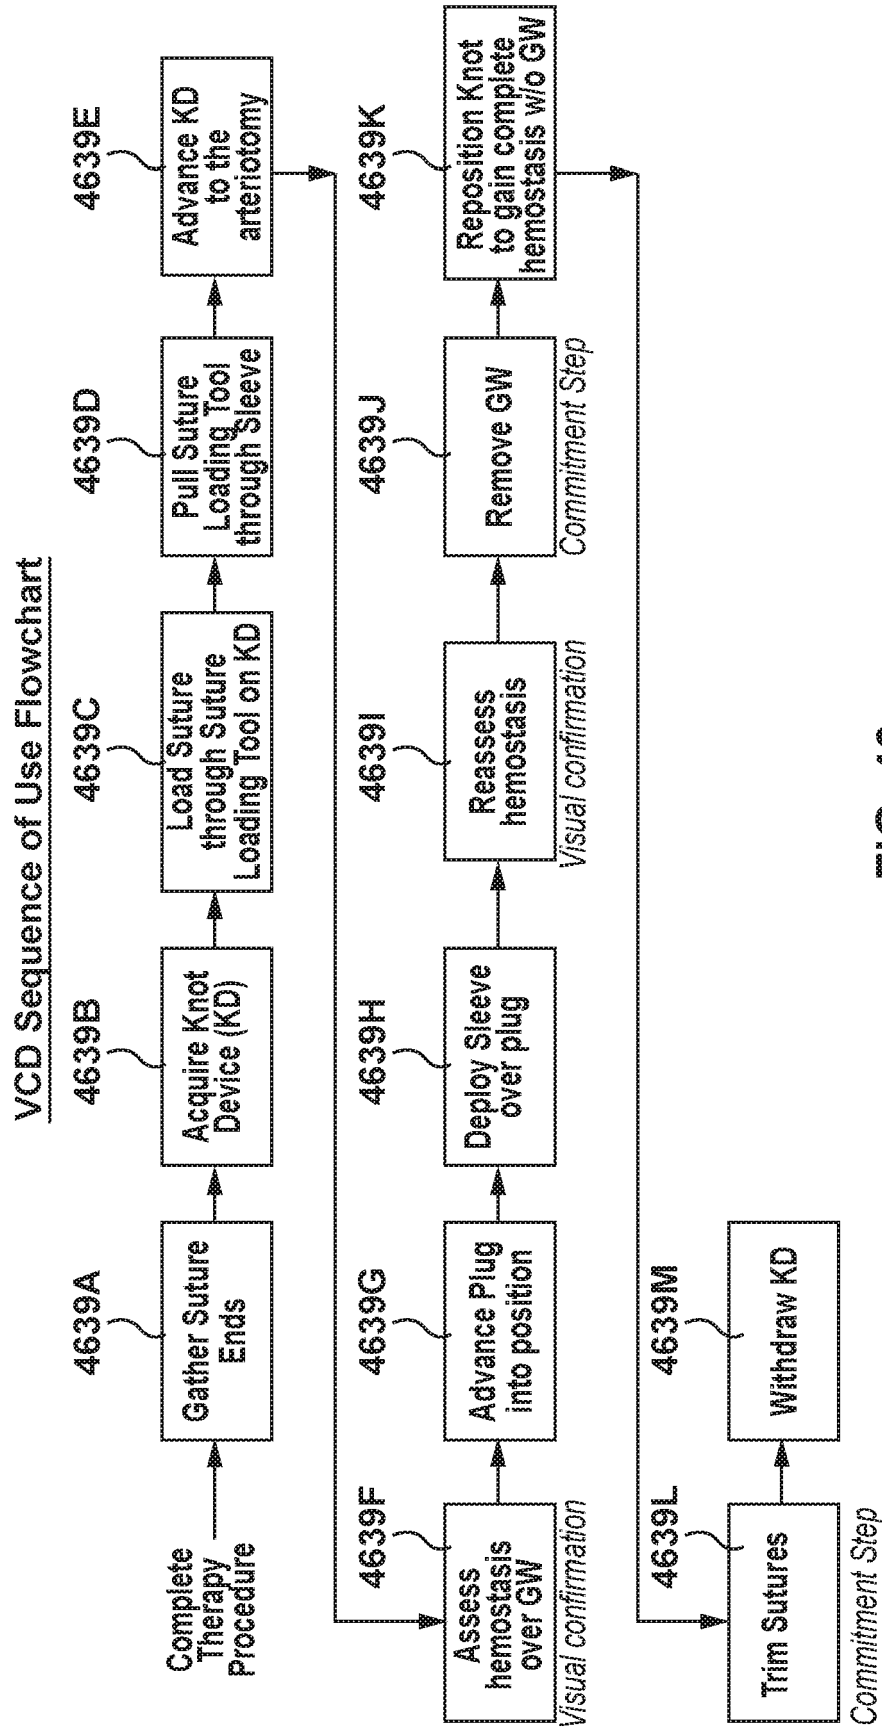 VCD Sequence of Use Flowchart
Complete
Therapy
Procedure
4639A
Gather Suture
Ends
4639B
Acquire Knot
Device (KD)
4639C
Load Suture
through Suture
Loading Tool on KD
4639D
Pull Suture
Loading Tool
through Sleeve
4639E
Advance KD
to the
arteriotomy
4639F
Assess
hemostasis
over GW
Visual confirmation
4639G
Advance Plug
into position
4639H
Deploy Sleeve
over plug
4639I
Reassess
hemostasis
Visual confirmation
4639J
Remove GW
Commitment Step
4639K
Reposition Knot
to gain complete
hemostasis w/o GW
4639L
Trim Sutures
Commitment Step
4639M
Withdraw KD